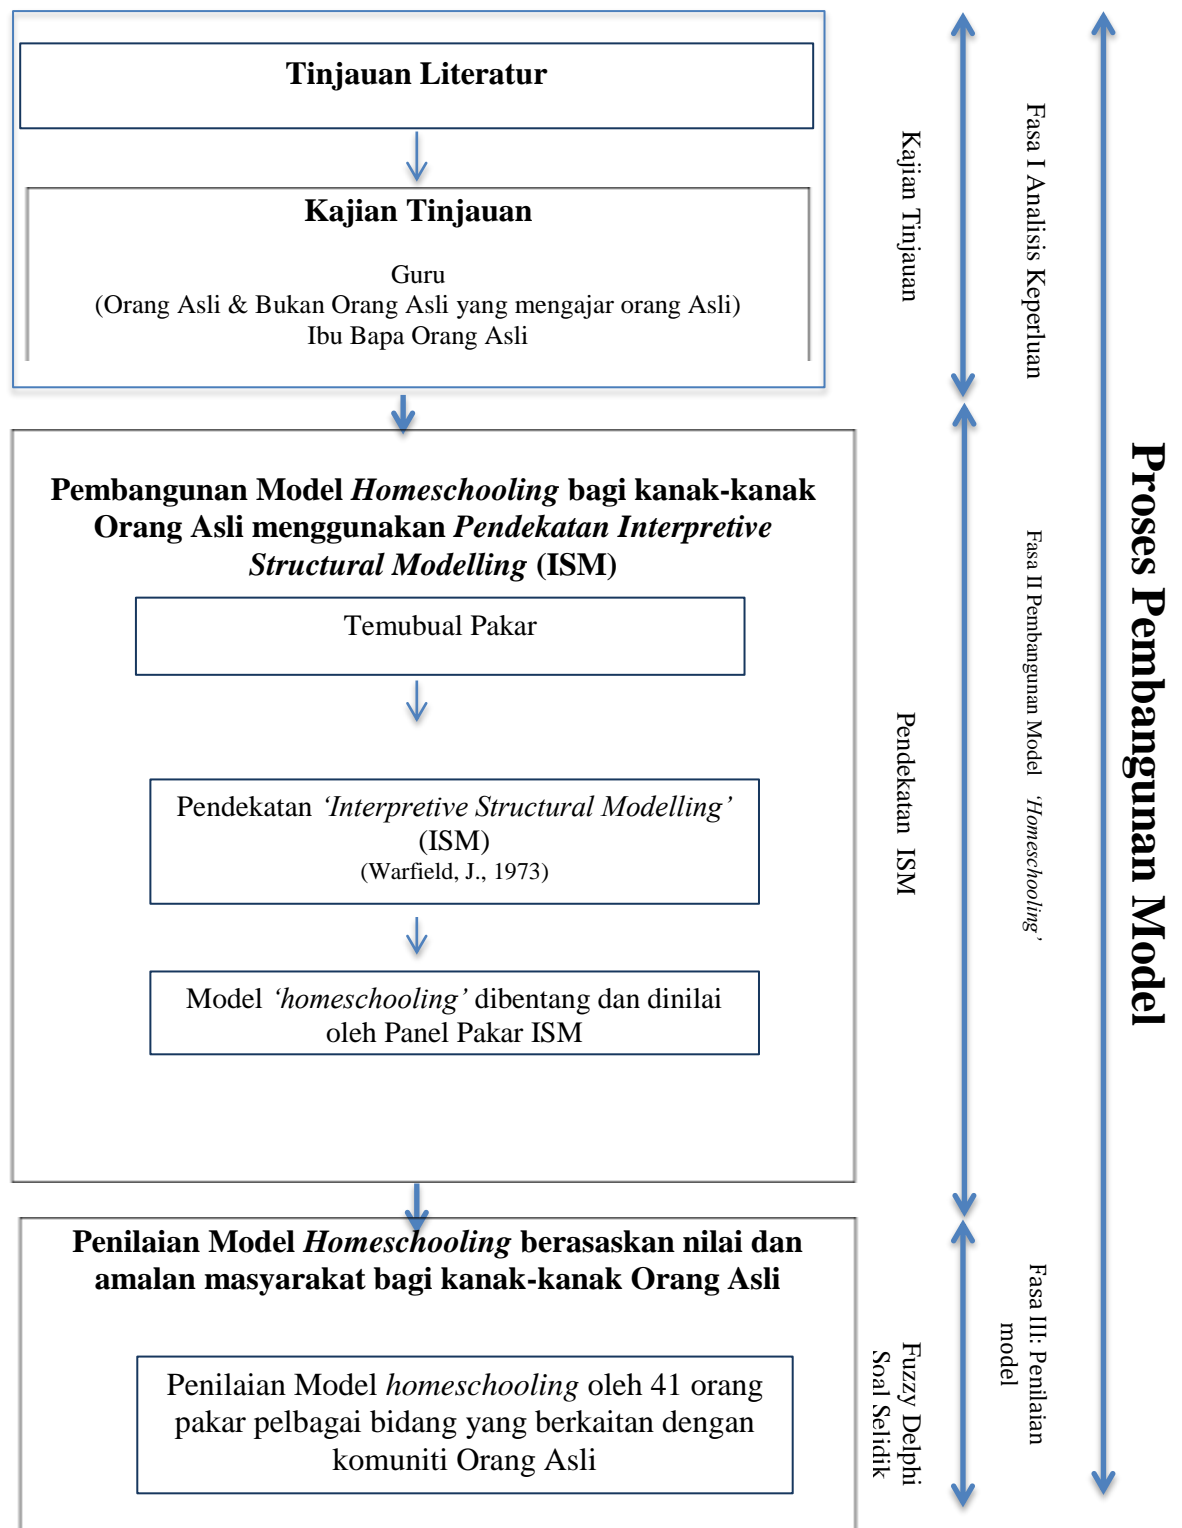 Tinjauan Literatur
Kajian Tinjauan
Guru
(Orang Asli & Bukan Orang Asli yang mengajar orang Asli)
Ibu Bapa Orang Asli
Kajian Tinjauan
Fasa I Analisis Keperluan
Pembangunan Model Homeschooling bagi kanak-kanak
Orang Asli menggunakan Pendekatan Interpretive
Structural Modelling (ISM)
Temubual Pakar
Pendekatan ‘Interpretive Structural Modelling’
(ISM)
(Warfield, J., 1973)
Model ‘homeschooling’ dibentang dan dinilai
oleh Panel Pakar ISM
Pendekatan ISM
Fasa II Pembangunan Model ‘Homeschooling’
Penilaian Model Homeschooling berasaskan nilai dan
amalan masyarakat bagi kanak-kanak Orang Asli
Penilaian Model homeschooling oleh 41 orang
pakar pelbagai bidang yang berkaitan dengan
komuniti Orang Asli
Fuzzy Delphi
Soal Selidik
Fasa III: Penilaian
model
Proses Pembangunan Model